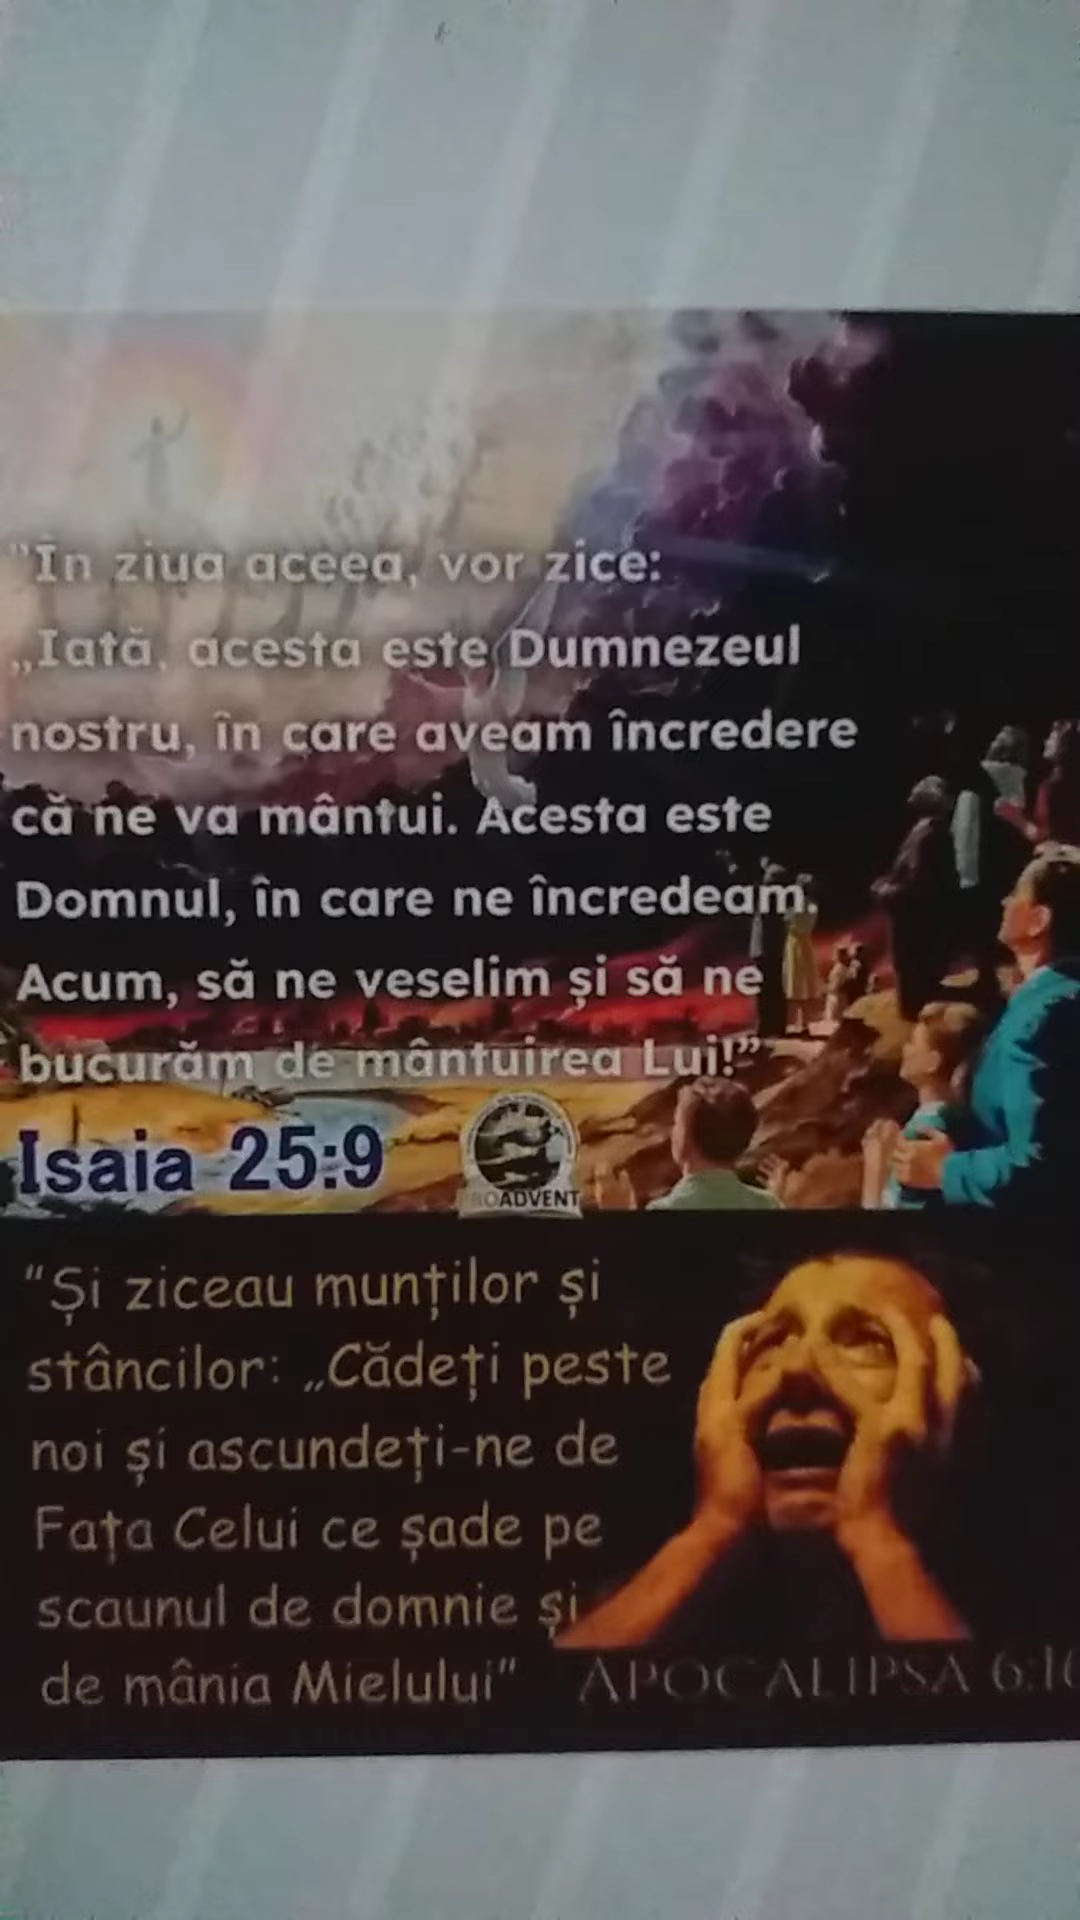 "În ziua aceea, vor zice:
„Iată, acesta este Dumnezeul
nostru, în care aveam încredere
că ne va mântui. Acesta este
Domnul, în care ne încredeam.
Acum, să ne veselim și să ne
bucurăm de mântuirea Lui!”
Isaia 25:9
PROADVENT
"Și ziceau munților și
stâncilor: „Cădeți peste
noi și ascundeți-ne de
Fața Celui ce șade pe
scaunul de domnie și
de mânia Mielului"
APOCALIPSA 6:16